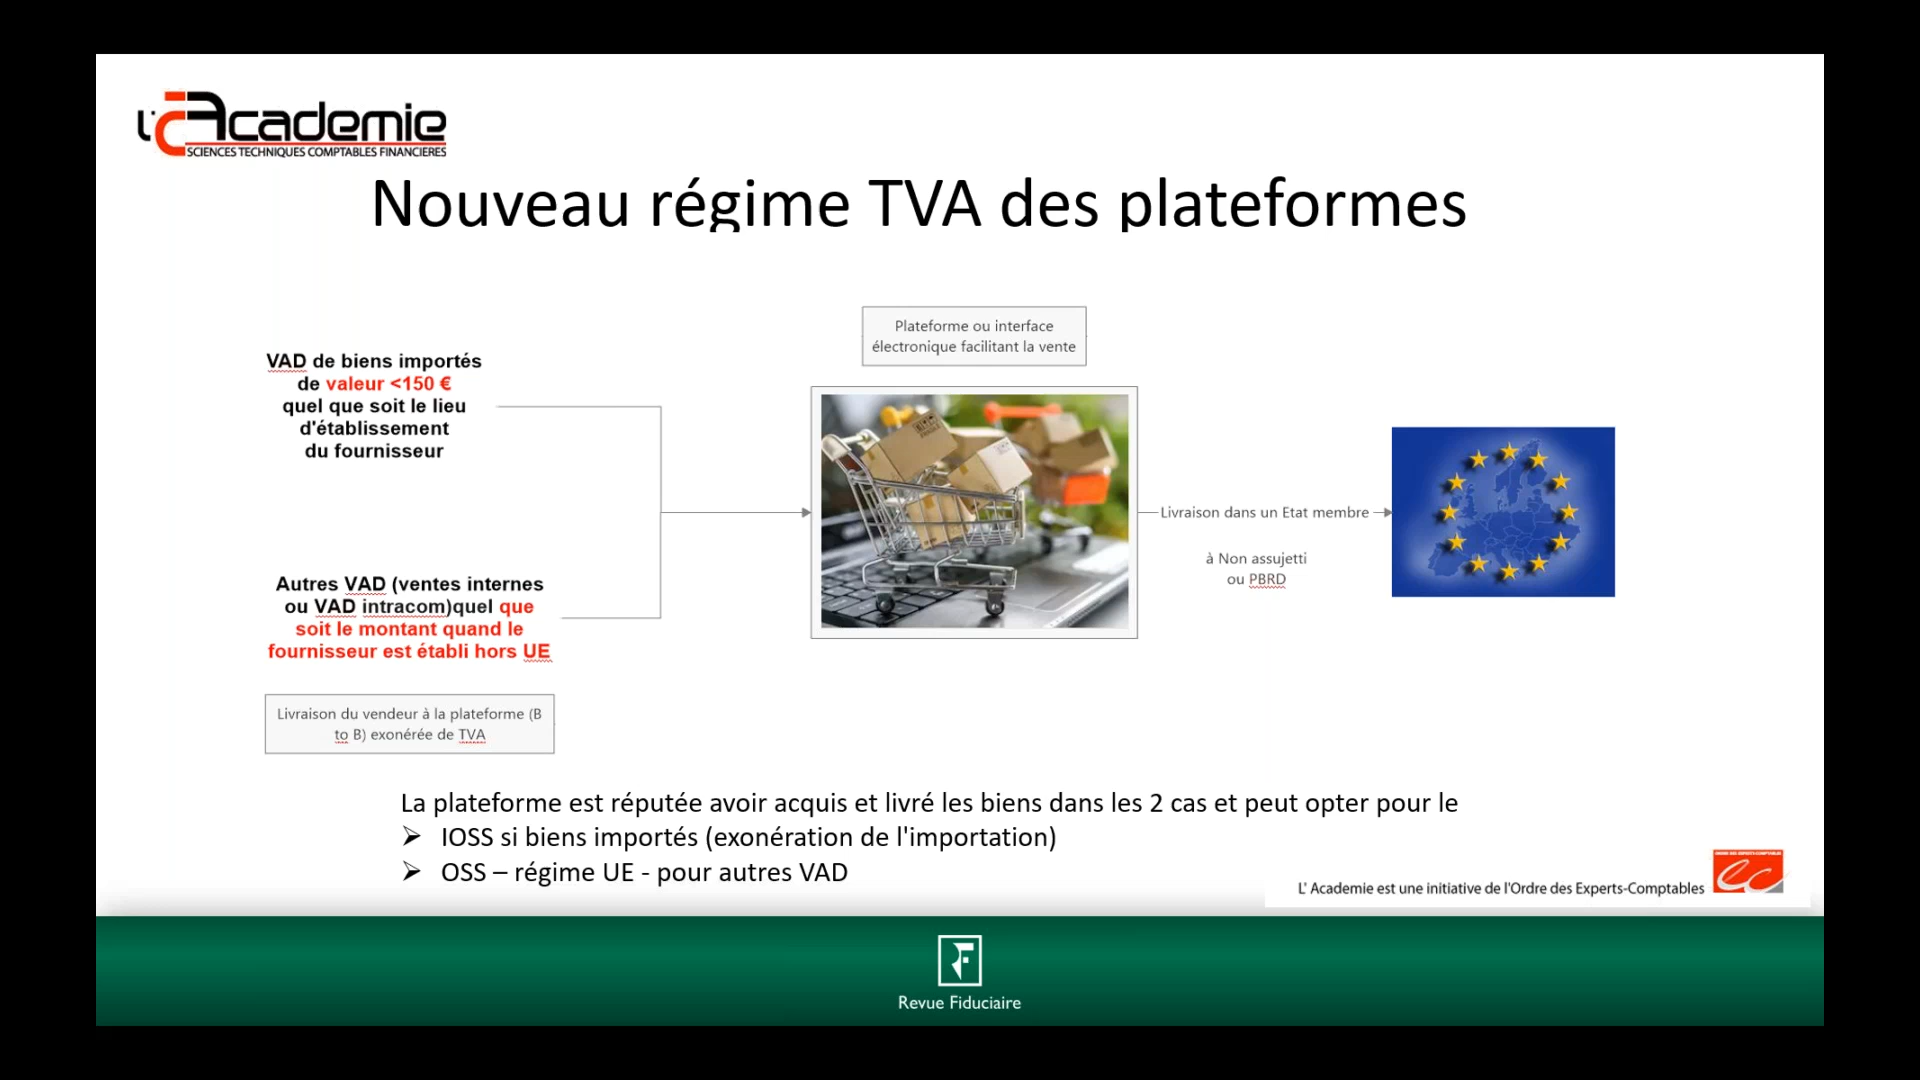 L'Academie
SCIENCES TECHNIQUES COMPTABLES FINANCIERES
Nouveau régime TVA des plateformes
Plateforme ou interface
électronique facilitant la vente
VAD de biens importés
de valeur <150 €
quel que soit le lieu
d'établissement
du fournisseur
Livraison dans un Etat membre
à Non assujetti
ou PBRD
Autres VAD (ventes internes
ou VAD intracom)quel que
soit le montant quand le
fournisseur est établi hors UE
Livraison du vendeur à la plateforme (B
to B) exonérée de TVA
La plateforme est réputée avoir acquis et livré les biens dans les 2 cas et peut opter pour le
➢ IOSS si biens importés (exonération de l'importation)
➢ OSS – régime UE - pour autres VAD
ORDRE DES EXPERTS-COMPTABLES
ec
L' Academie est une initiative de l'Ordre des Experts-Comptables
Revue Fiduciaire